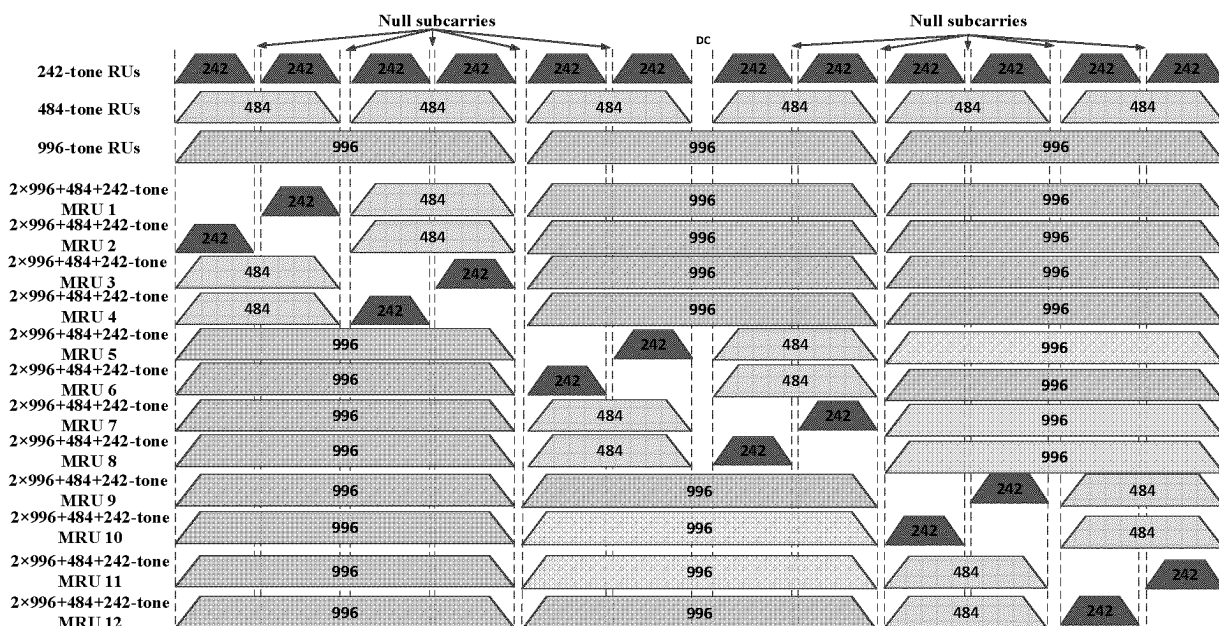 Null subcarries Null subcarries
DC
242-tone RUs 242 242 242 242 242 242 242 242 242 242 242 242
484-tone RUs 484 484 484 484 484 484
996-tone RUs 996 996 996
2×996+484+242-tone
MRU 1 242 484 996 996
2×996+484+242-tone
MRU 2 242 484 996 996
2×996+484+242-tone
MRU 3 484 242 996 996
2×996+484+242-tone
MRU 4 484 242 996 996
2×996+484+242-tone
MRU 5 996 242 484 996
2×996+484+242-tone
MRU 6 996 242 484 996
2×996+484+242-tone
MRU 7 996 484 242 996
2×996+484+242-tone
MRU 8 996 484 242 996
2×996+484+242-tone
MRU 9 996 996 242 484
2×996+484+242-tone
MRU 10 996 996 242 484
2×996+484+242-tone
MRU 11 996 996 484 242
2×996+484+242-tone
MRU 12 996 996 484 242